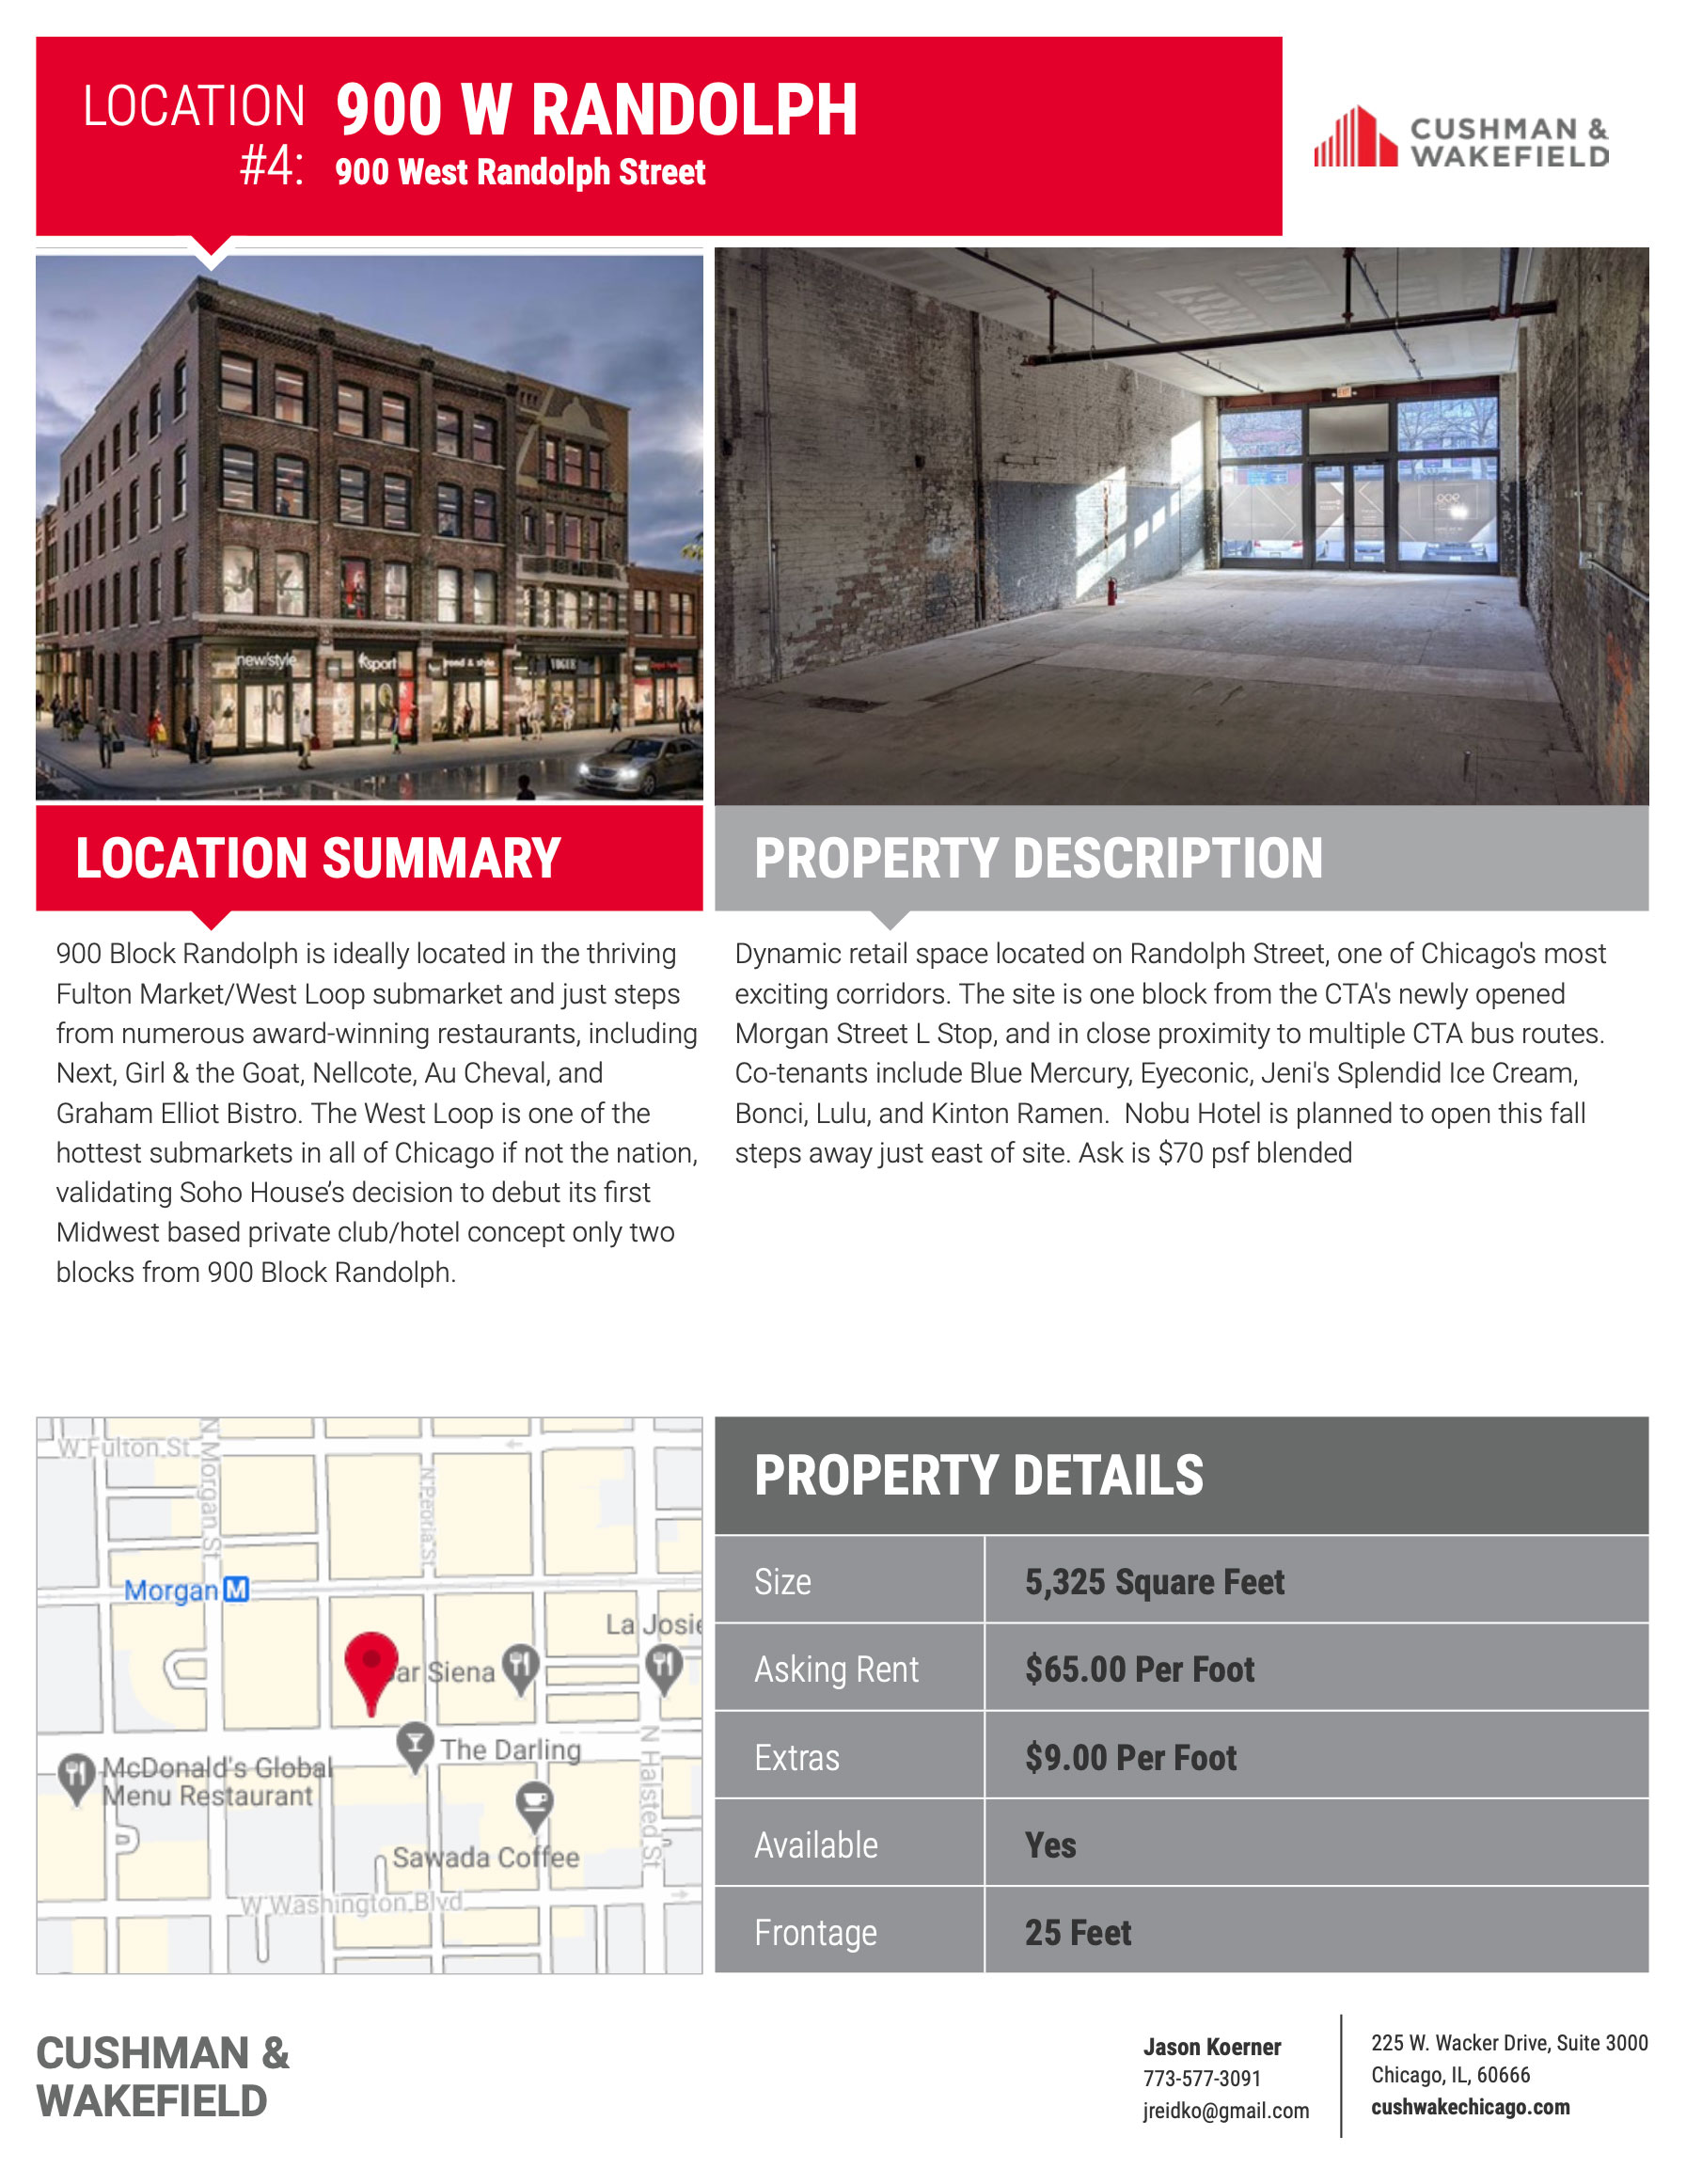 LOCATION
#4:
900 W RANDOLPH
900 West Randolph Street
CUSHMAN &
WAKEFIELD
new/style
sport
VOGUE
LOCATION SUMMARY
900 Block Randolph is ideally located in the thriving
Fulton Market/West Loop submarket and just steps
from numerous award-winning restaurants, including
Next, Girl & the Goat, Nellcote, Au Cheval, and
Graham Elliot Bistro. The West Loop is one of the
hottest submarkets in all of Chicago if not the nation,
validating Soho House’s decision to debut its first
Midwest based private club/hotel concept only two
blocks from 900 Block Randolph.
PROPERTY DESCRIPTION
Dynamic retail space located on Randolph Street, one of Chicago's most
exciting corridors. The site is one block from the CTA's newly opened
Morgan Street L Stop, and in close proximity to multiple CTA bus routes.
Co-tenants include Blue Mercury, Eyeconic, Jeni's Splendid Ice Cream,
Bonci, Lulu, and Kinton Ramen.  Nobu Hotel is planned to open this fall
steps away just east of site. Ask is $70 psf blended
W Fulton St
N Morgan St
N Peoria St
Morgan M
La Josie
ar Siena
The Darling
McDonald's Global
Menu Restaurant
N Halsted St
Sawada Coffee
W Washington Blvd
PROPERTY DETAILS
Size 5,325 Square Feet
Asking Rent $65.00 Per Foot
Extras $9.00 Per Foot
Available Yes
Frontage 25 Feet
CUSHMAN &
WAKEFIELD
Jason Koerner
773-577-3091
jreidko@gmail.com
225 W. Wacker Drive, Suite 3000
Chicago, IL, 60666
cushwakechicago.com